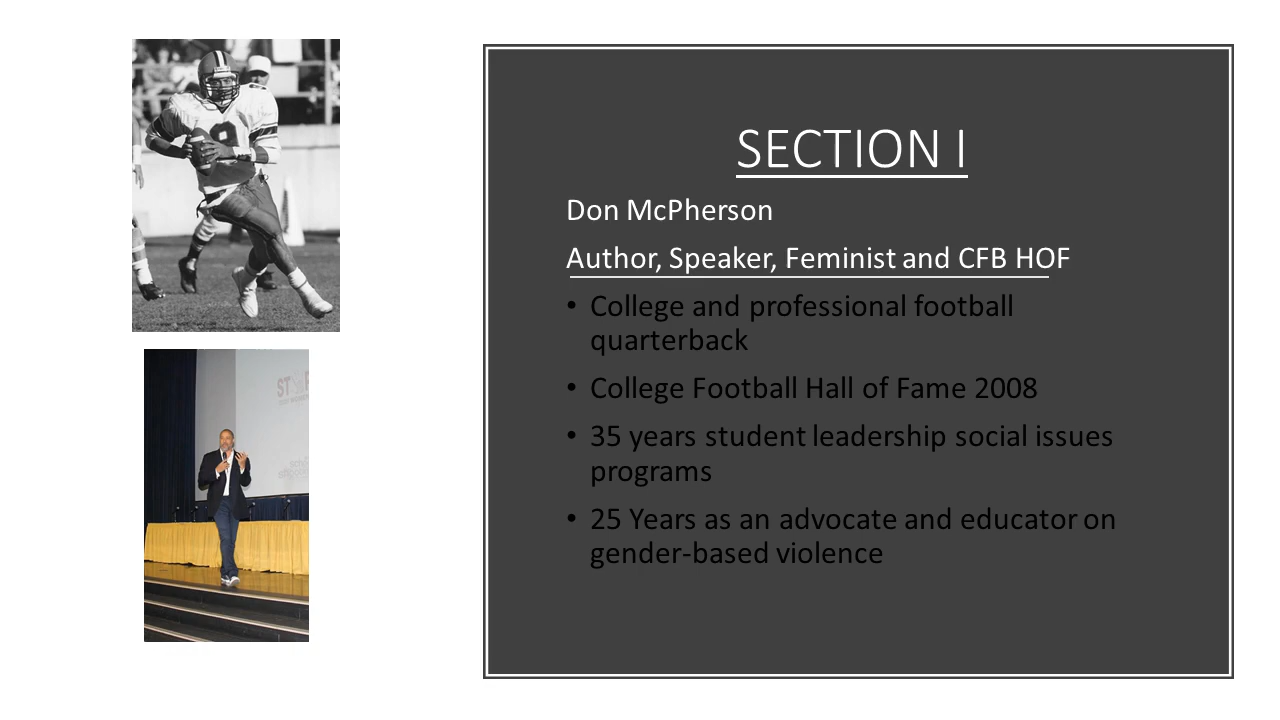 SECTION I
Don McPherson
Author, Speaker, Feminist and CFB HOF
• College and professional football
quarterback
• College Football Hall of Fame 2008
• 35 years student leadership social issues
programs
• 25 Years as an advocate and educator on
gender-based violence